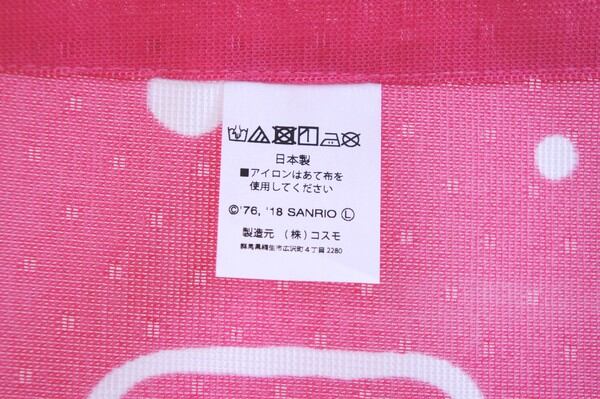 日本製
■アイロンはあて布を
使用してください
©'76, '18 SANRIO Ⓛ
製造元 (株)コスモ
群馬県桐生市広沢町4丁目2280